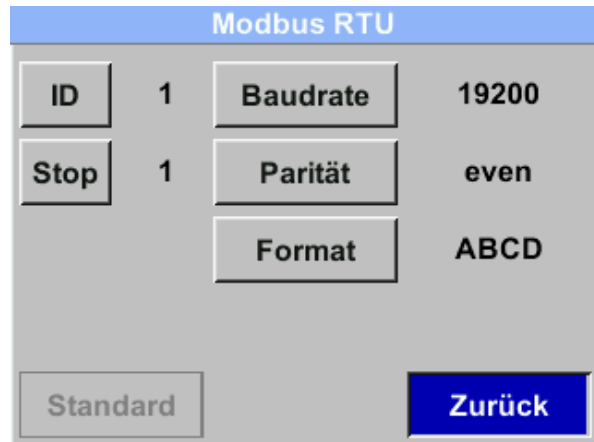 Modbus RTU
ID 1 Baudrate 19200
Stop 1 Parität even
Format ABCD
Standard Zurück